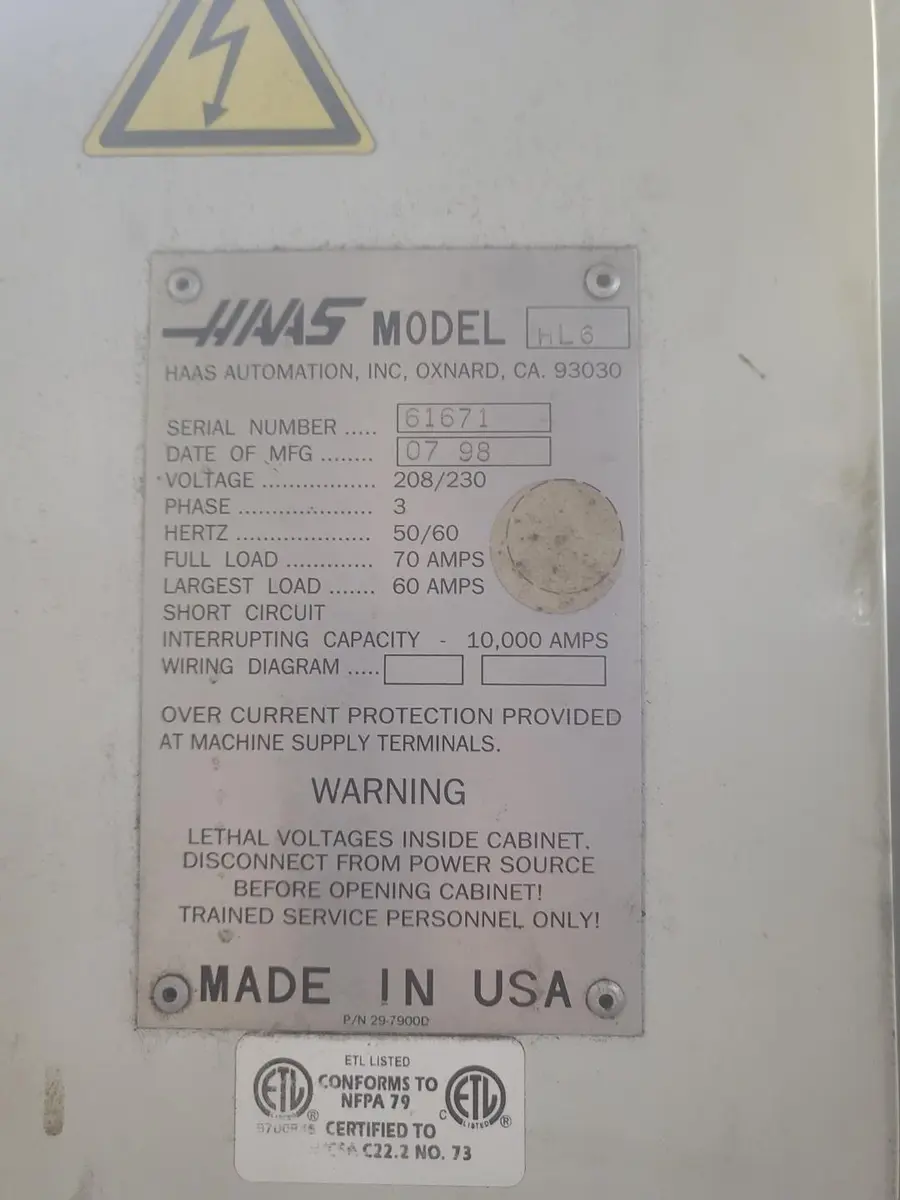 HAAS MODEL HL6
HAAS AUTOMATION, INC, OXNARD, CA. 93030
SERIAL NUMBER ..... 61671
DATE OF MFG ........ 07 98
VOLTAGE ................. 208/230
PHASE .................... 3
HERTZ .................... 50/60
FULL LOAD ............. 70 AMPS
LARGEST LOAD ....... 60 AMPS
SHORT CIRCUIT
INTERRUPTING CAPACITY - 10,000 AMPS
WIRING DIAGRAM .....
OVER CURRENT PROTECTION PROVIDED
AT MACHINE SUPPLY TERMINALS.
WARNING
LETHAL VOLTAGES INSIDE CABINET.
DISCONNECT FROM POWER SOURCE
BEFORE OPENING CABINET!
TRAINED SERVICE PERSONNEL ONLY!
MADE IN USA
P/N 29-7900D
ETL LISTED
ETL LISTED ® CONFORMS TO C ETL LISTED ®
NFPA 79
CERTIFIED TO
C22.2 NO. 73